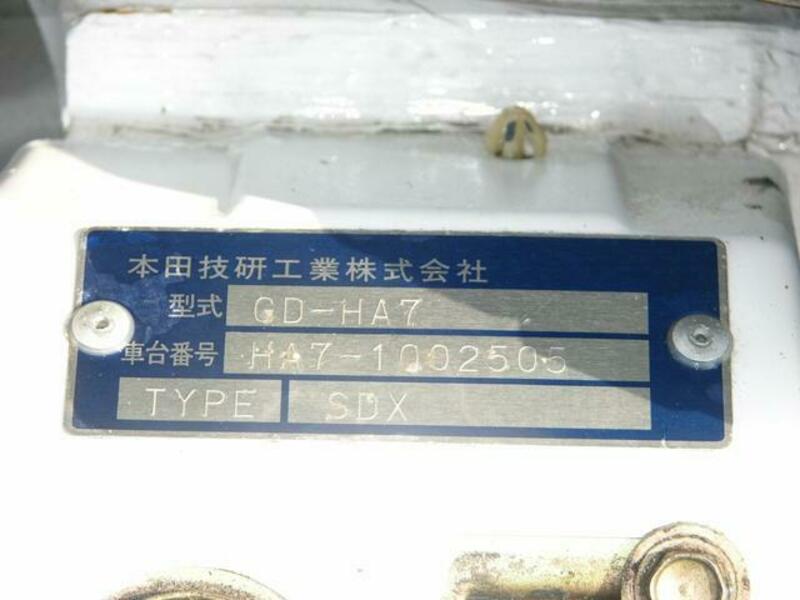 本田技研工業株式会社
型式 GD-HA7
車台番号 HA7-1002505
TYPE SDX